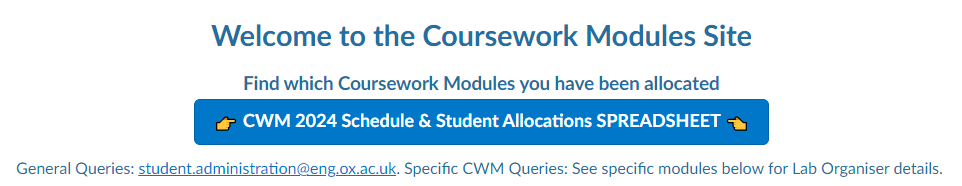 Welcome to the Coursework Modules Site
Find which Coursework Modules you have been allocated
👉 CWM 2024 Schedule & Student Allocations SPREADSHEET 👈
General Queries: student.administration@eng.ox.ac.uk. Specific CWM Queries: See specific modules below for Lab Organiser details.